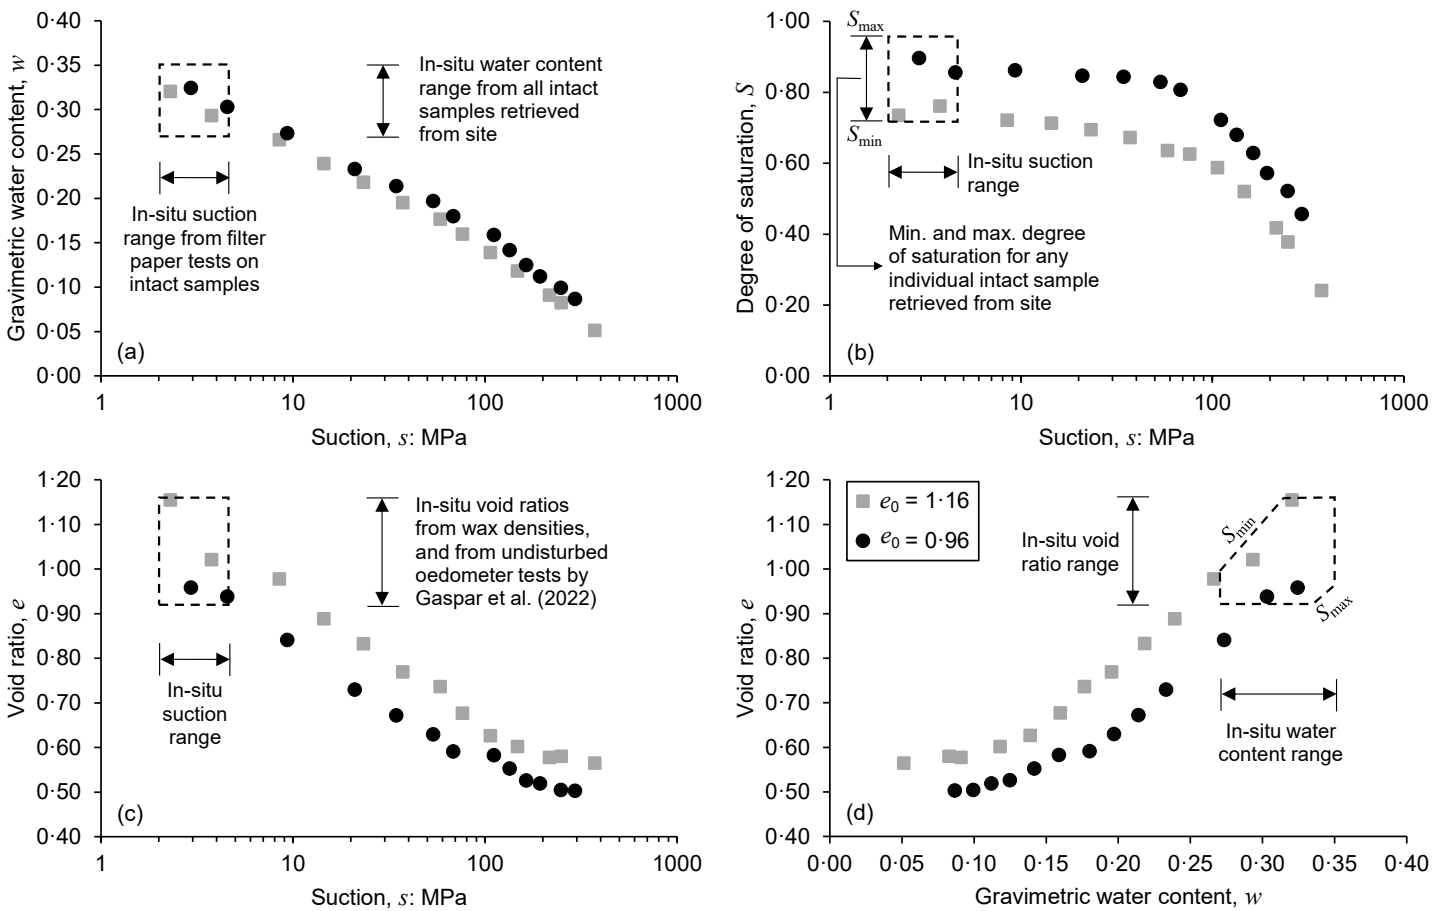 0·40
0·35
0·30
0·25
0·20
0·15
0·10
0·05
0·00
Gravimetric water content, w
In-situ water content
range from all intact
samples retrieved
from site
In-situ suction
range from filter
paper tests on
intact samples
(a)
1
10
100
1000
Suction, s: MPa
1·00
0·80
0·60
0·40
0·20
0·00
Degree of saturation, S
Smax
Smin
In-situ suction
range
Min. and max. degree
of saturation for any
individual intact sample
retrieved from site
(b)
1
10
100
1000
Suction, s: MPa
1·20
1·10
1·00
0·90
0·80
0·70
0·60
0·50
0·40
Void ratio, e
In-situ void ratios
from wax densities,
and from undisturbed
oedometer tests by
Gaspar et al. (2022)
In-situ
suction
range
(c)
1
10
100
1000
Suction, s: MPa
1·20
1·10
1·00
0·90
0·80
0·70
0·60
0·50
0·40
Void ratio, e
e0 = 1·16
e0 = 0·96
In-situ void
ratio range
Smin
Smax
In-situ water
content range
(d)
0·00
0·05
0·10
0·15
0·20
0·25
0·30
0·35
0·40
Gravimetric water content, w